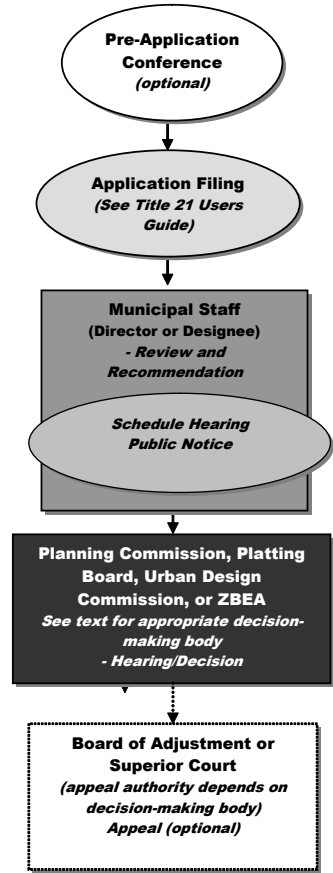 Pre-Application
Conference
(optional)
Application Filing
(See Title 21 Users
Guide)
Municipal Staff
(Director or Designee)
- Review and
Recommendation
Schedule Hearing
Public Notice
Planning Commission, Platting
Board, Urban Design
Commission, or ZBEA
See text for appropriate decision-
making body
- Hearing/Decision
Board of Adjustment or
Superior Court
(appeal authority depends on
decision-making body)
Appeal (optional)